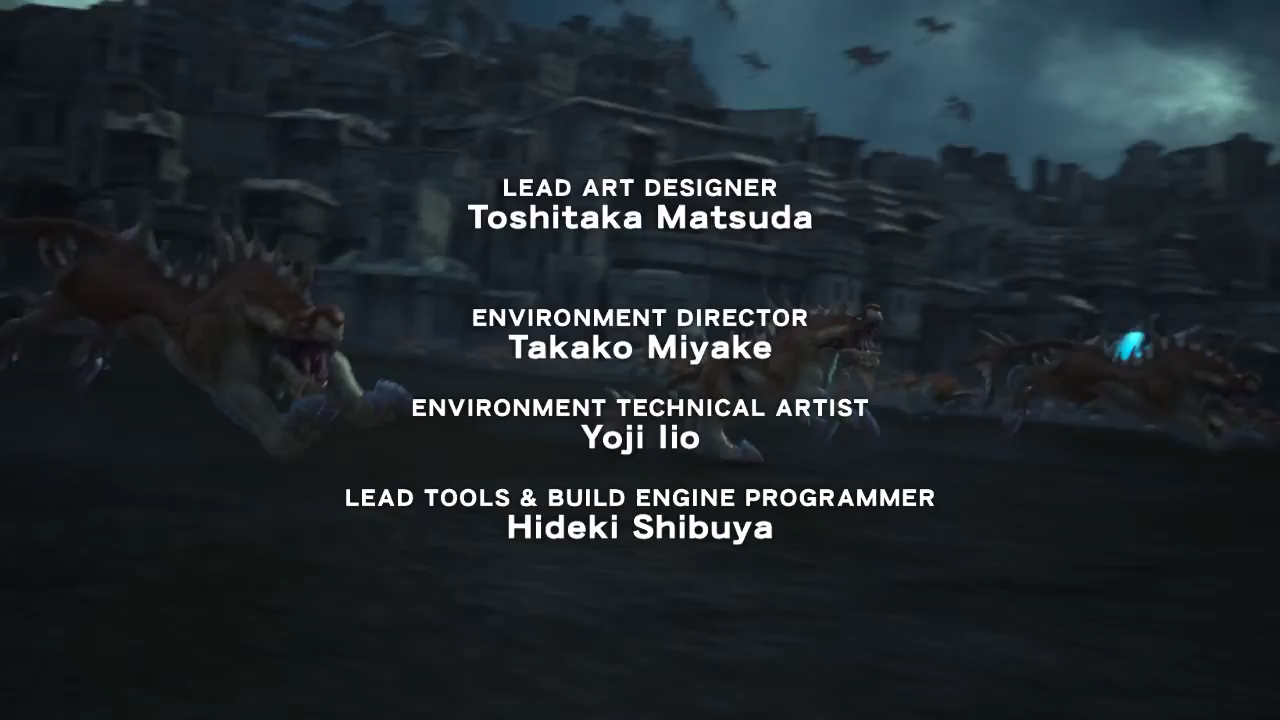 LEAD ART DESIGNER
Toshitaka Matsuda
ENVIRONMENT DIRECTOR
Takako Miyake
ENVIRONMENT TECHNICAL ARTIST
Yoji Iio
LEAD TOOLS & BUILD ENGINE PROGRAMMER
Hideki Shibuya